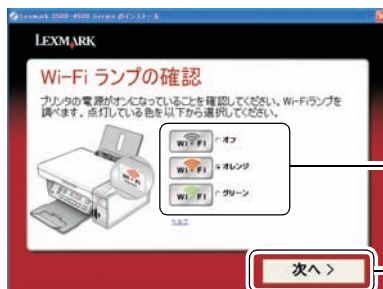 Lexmark 3500-4500 Series のインストール
LEXMARK
Wi-Fi ランプの確認
プリンタの電源がオンになっていることを確認してください。Wi-Fiランプを
調べます。点灯している色を以下から選択してください。
WI-FI オフ
WI-FI オレンジ
WI-FI グリーン
ヘルプ
次へ >